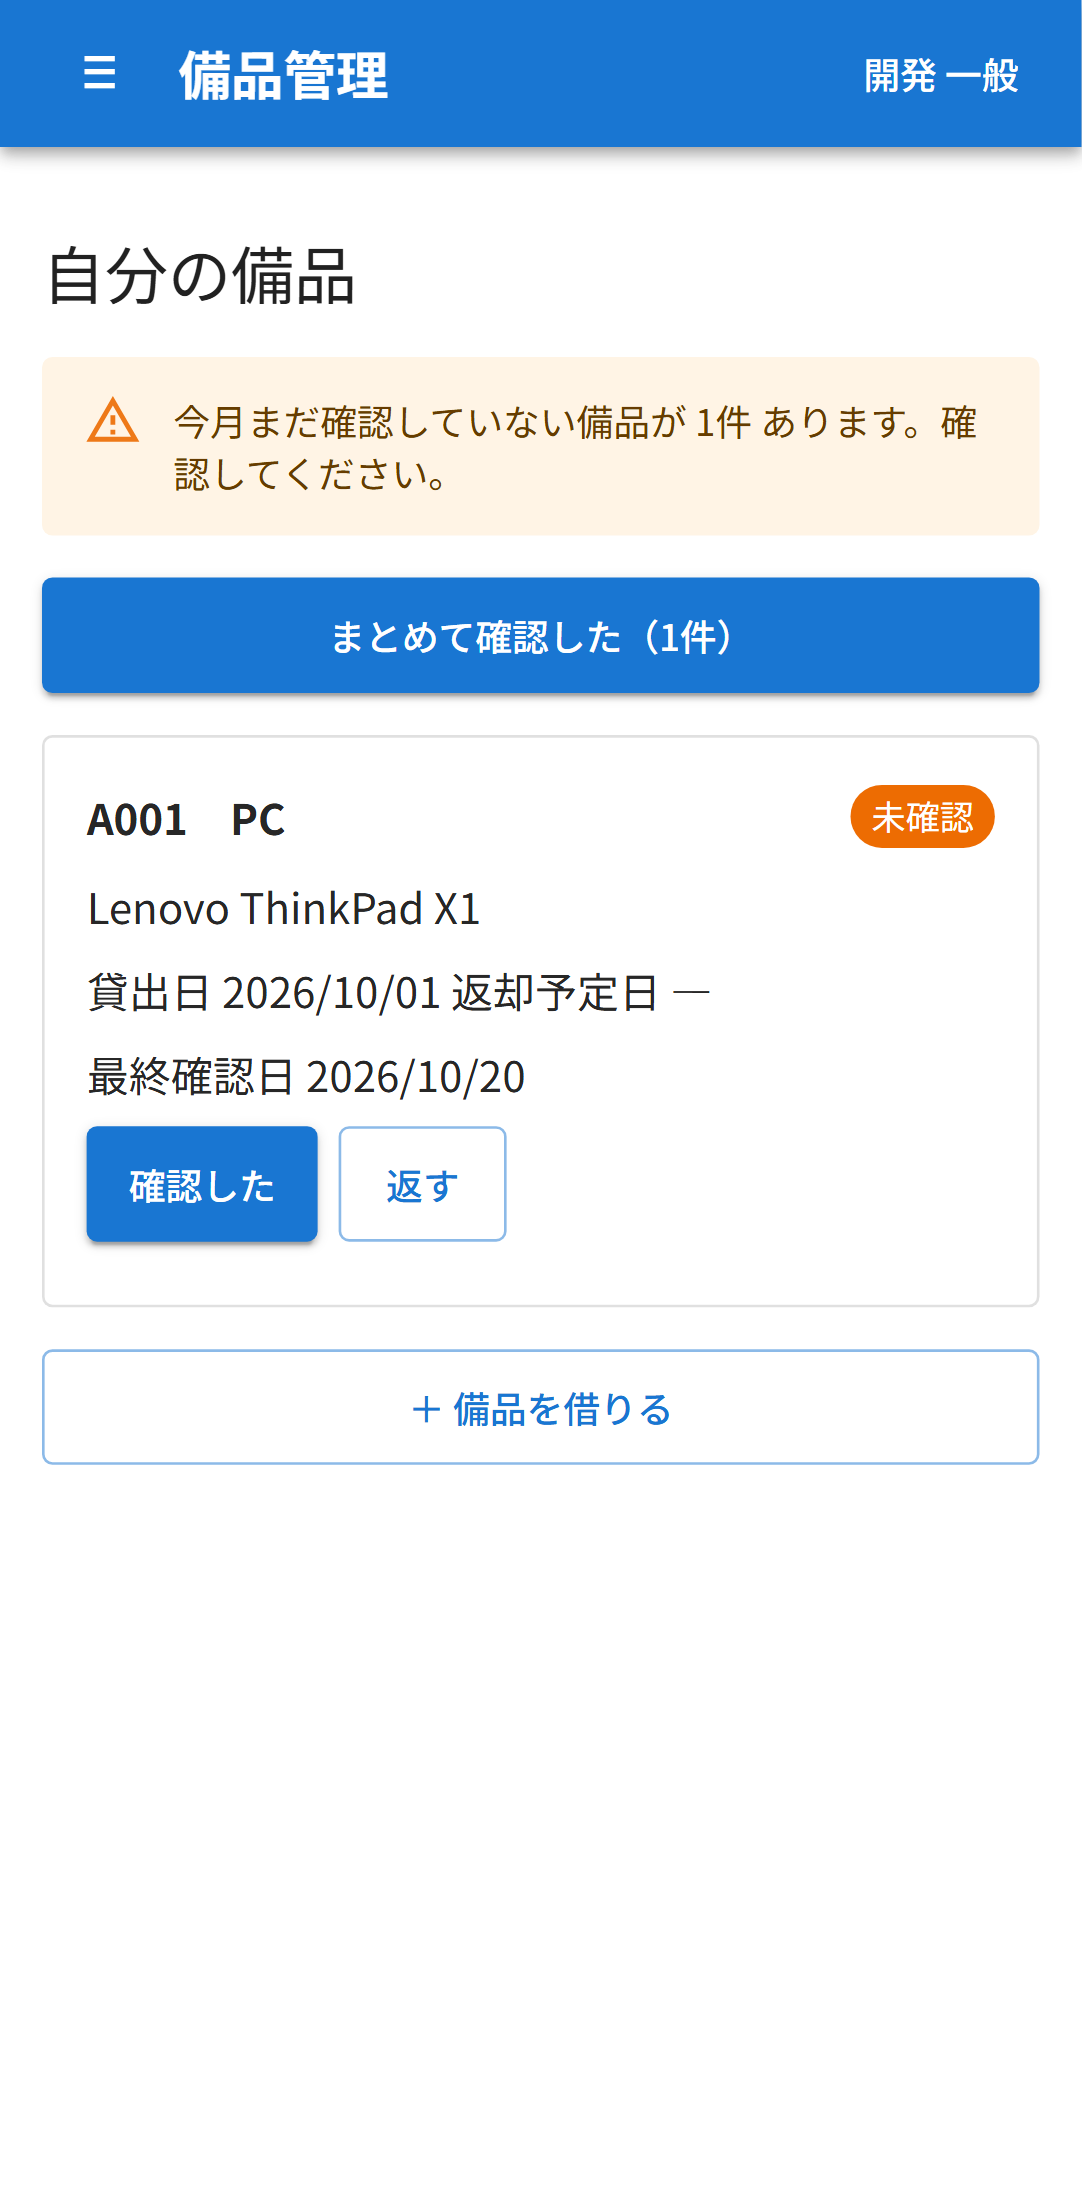 ☰ 備品管理 開発 一般
自分の備品
今月まだ確認していない備品が 1件 あります。確
認してください。
まとめて確認した（1件）
A001　PC 未確認
Lenovo ThinkPad X1
貸出日 2026/10/01 返却予定日 —
最終確認日 2026/10/20
確認した 返す
＋ 備品を借りる